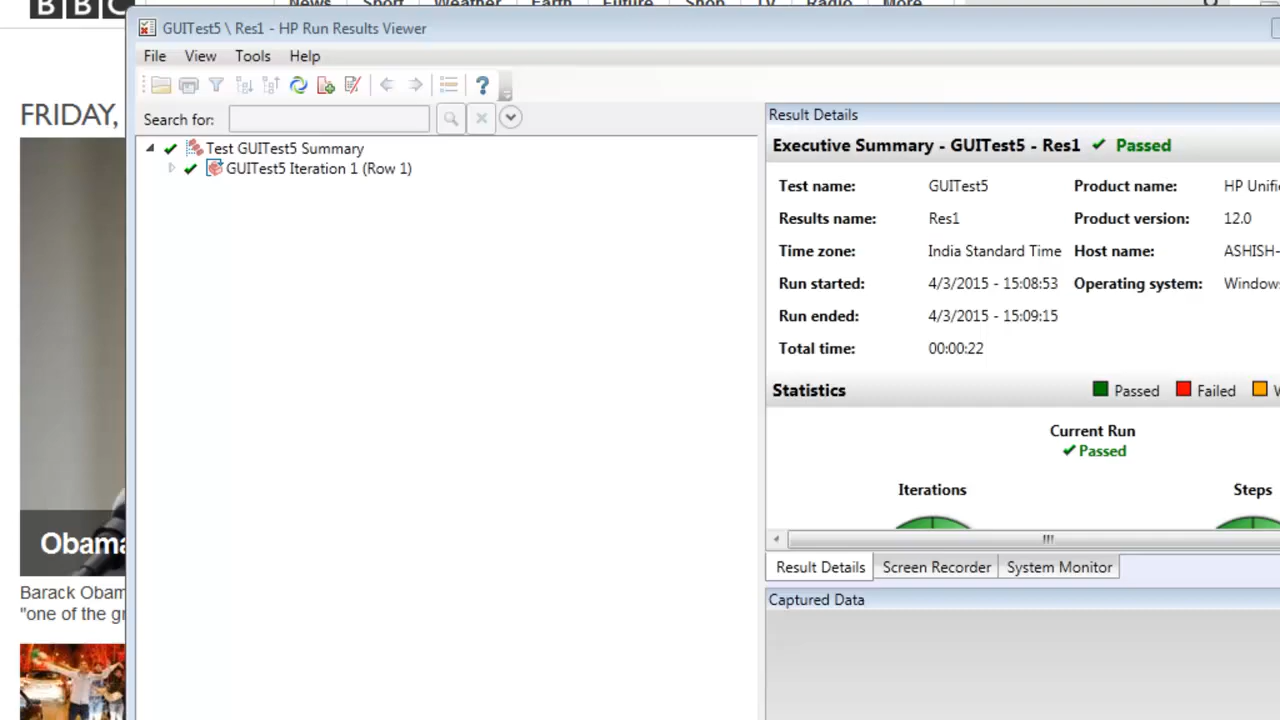 BBC
News Sport Weather Earth Future Shop TV Radio More
GUITest5 \ Res1 - HP Run Results Viewer
File View Tools Help
FRIDAY,
Search for:
Test GUITest5 Summary
GUITest5 Iteration 1 (Row 1)
Result Details
Executive Summary - GUITest5 - Res1 ✓ Passed
Test name: GUITest5 Product name: HP Unifi
Results name: Res1 Product version: 12.0
Time zone: India Standard Time Host name: ASHISH-
Run started: 4/3/2015 - 15:08:53 Operating system: Window
Run ended: 4/3/2015 - 15:09:15
Total time: 00:00:22
Statistics Passed Failed
Current Run
✓ Passed
Iterations Steps
Result Details Screen Recorder System Monitor
Captured Data
Obama
Barack Obam
"one of the gr